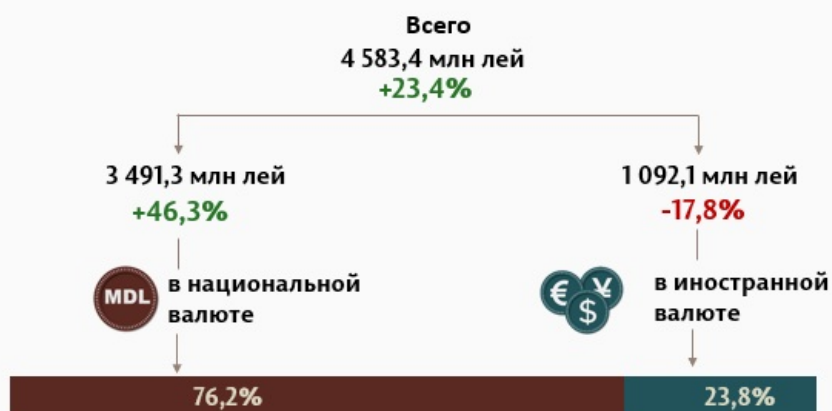 Всего
4 583,4 млн лей
+23,4%
3 491,3 млн лей
+46,3%
1 092,1 млн лей
-17,8%
MDL
в национальной
валюте
€ ¥
$
в иностранной
валюте
76,2%
23,8%